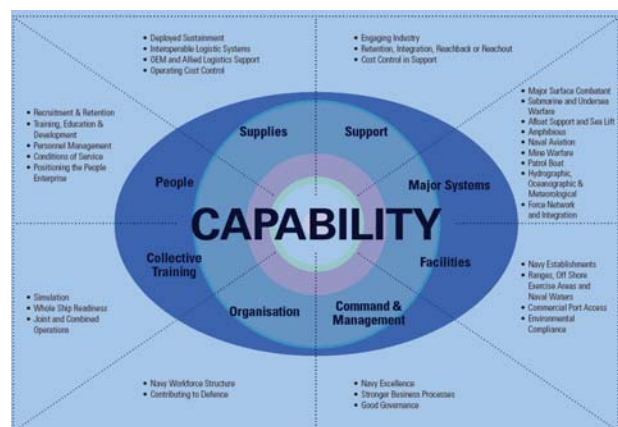 • Deployed Sustainment
• Interoperable Logistic Systems
• OEM and Allied Logistics Support
• Operating Cost Control
• Engaging Industry
• Retention, Integration, Reachback or Reachout
• Cost Control in Support
• Recruitment & Retention
• Training, Education &
Development
• Personnel Management
• Conditions of Service
• Positioning the People
Enterprise
• Major Surface Combatant
• Submarine and Undersea
Warfare
• Afloat Support and Sea Lift
• Amphibious
• Naval Aviation
• Mine Warfare
• Patrol Boat
• Hydrographic,
Oceanographic &
Meteorological
• Force Network
and Integration
Supplies
Support
People
Major Systems
CAPABILITY
Collective
Training
Facilities
Organisation
Command &
Management
• Simulation
• Whole Ship Readiness
• Joint and Combined
Operations
• Navy Establishments
• Ranges, Off Shore
Exercise Areas and
Naval Waters
• Commercial Port Access
• Environmental
Compliance
• Navy Workforce Structure
• Contributing to Defence
• Navy Excellence
• Stronger Business Processes
• Good Governance